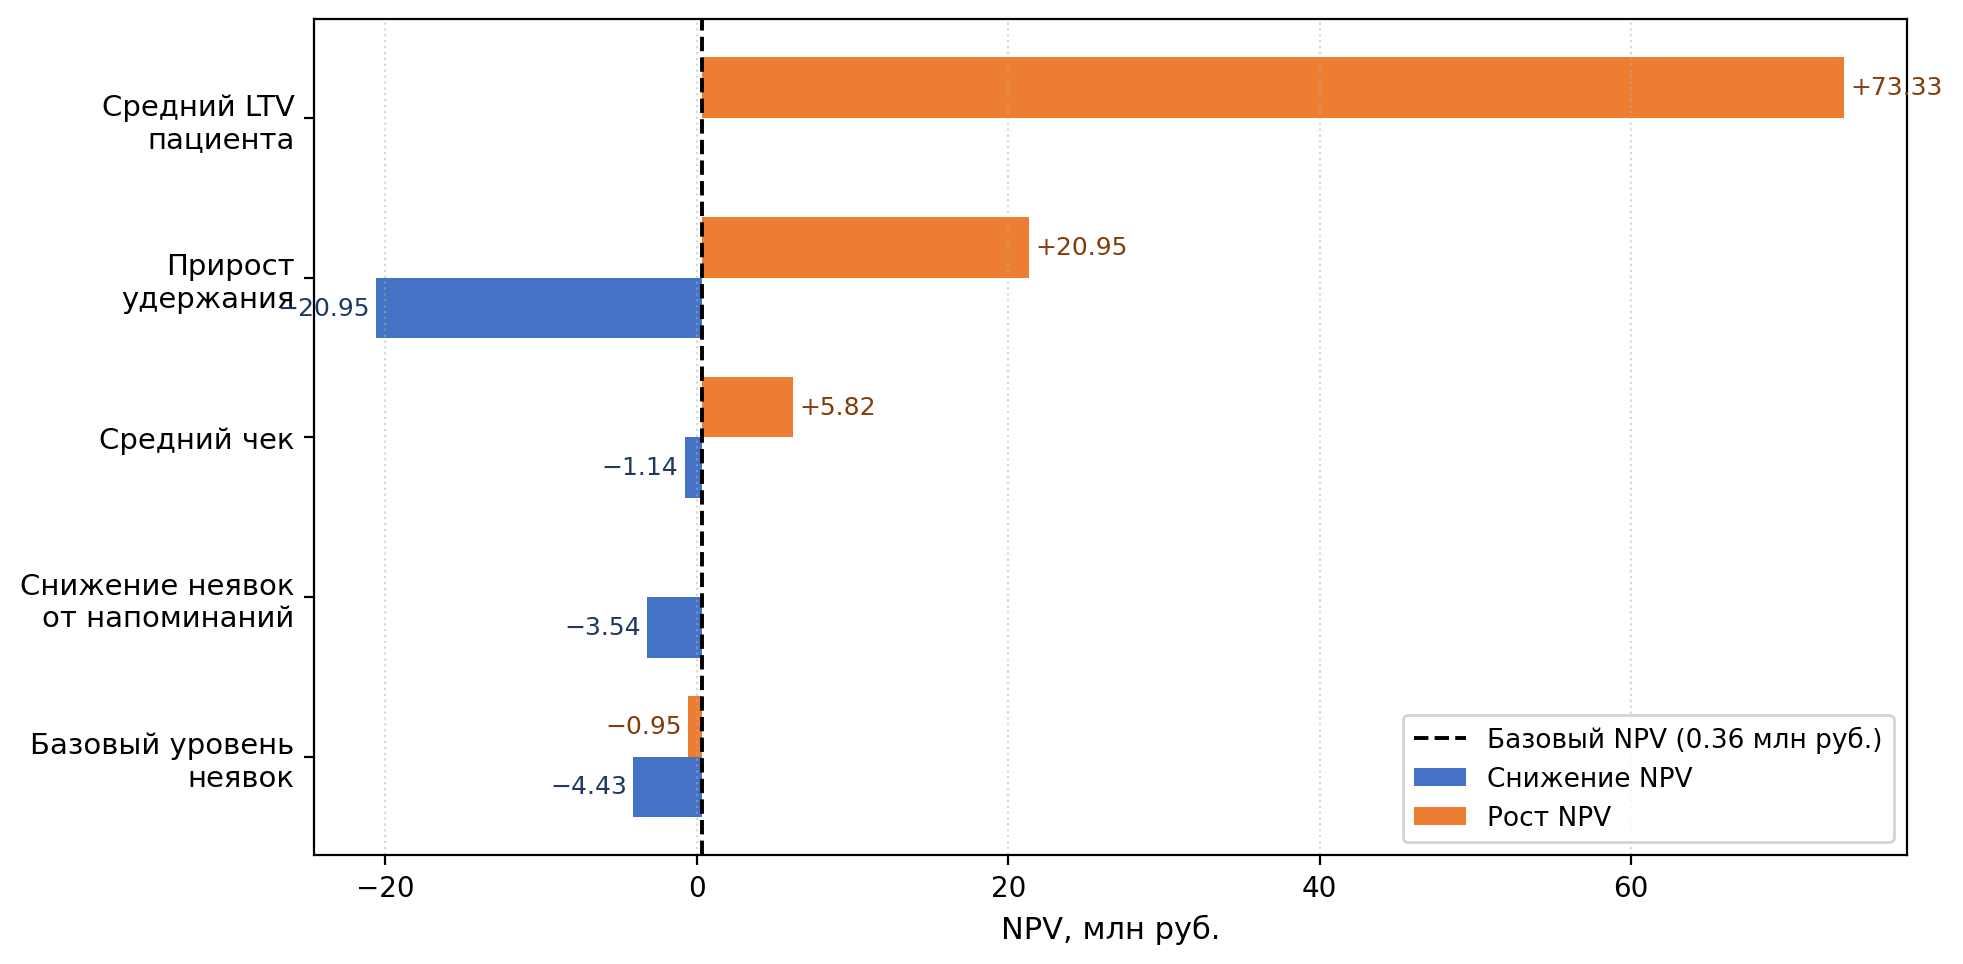 Средний LTV
пациента
+73.33
Прирост
удержания
+20.95
−20.95
Средний чек
+5.82
−1.14
Снижение неявок
от напоминаний
−3.54
Базовый уровень
неявок
−0.95
−4.43
Базовый NPV (0.36 млн руб.)
Снижение NPV
Рост NPV
−20
0
20
40
60
NPV, млн руб.